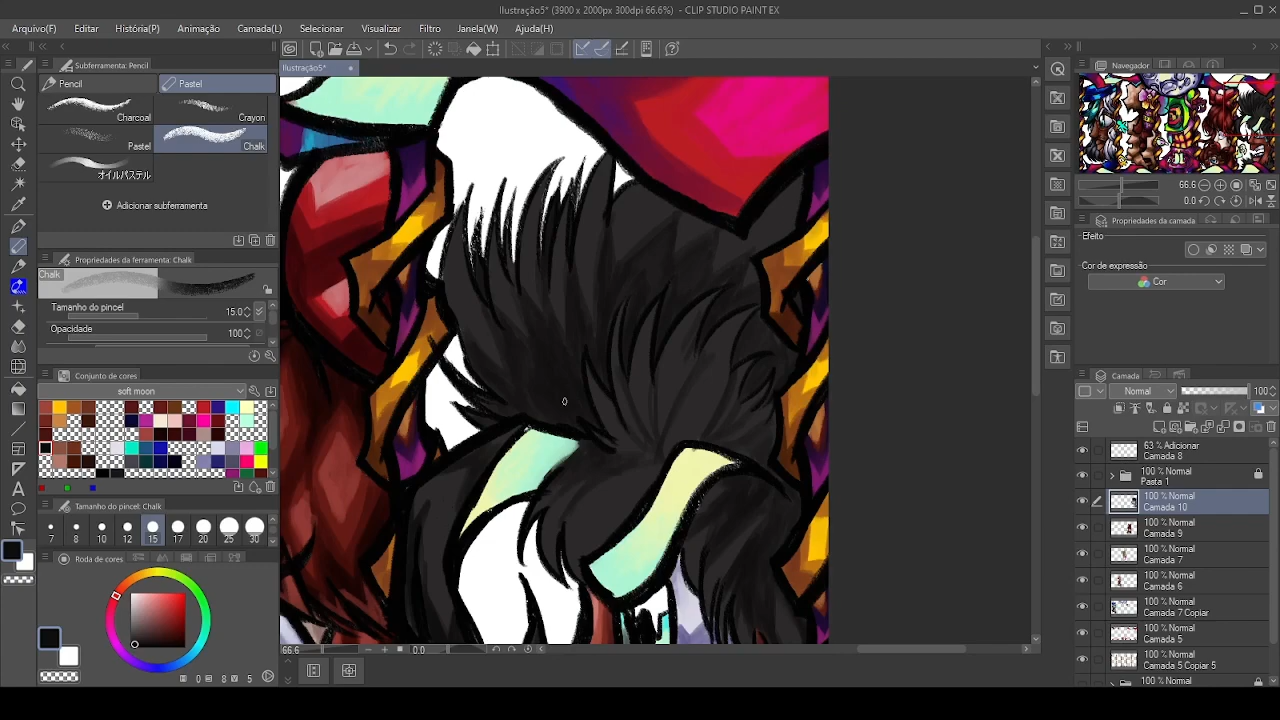 Ilustração5* (3900 x 2000px 300dpi 66.6%) - CLIP STUDIO PAINT EX
Arquivo(F) Editar História(P) Animação Camada(L) Selecionar Visualizar Filtro Janela(W) Ajuda(H)
Subferramenta: Pencil
Ilustração5*
Navegador
Pencil Pastel
Charcoal Crayon
Pastel Chalk
オイルパステル
Adicionar subferramenta
66.6
0.0
Propriedades da camada
Efeito
Cor de expressão
Cor
Propriedades da ferramenta: Chalk
Chalk
Tamanho do pincel 15.0
Opacidade 100
Conjunto de cores
soft moon
Camada
Normal 100
63 % Adicionar
Camada 8
100 % Normal
Pasta 1
100 % Normal
Camada 10
100 % Normal
Camada 9
100 % Normal
Camada 7
100 % Normal
Camada 6
100 % Normal
Camada 7 Copiar
100 % Normal
Camada 5
100 % Normal
Camada 5 Copiar 5
100 % Normal
Tamanho do pincel: Chalk
7 8 10 12 15 17 20 25 30
Roda de cores
0 8 5
66.6 0.0